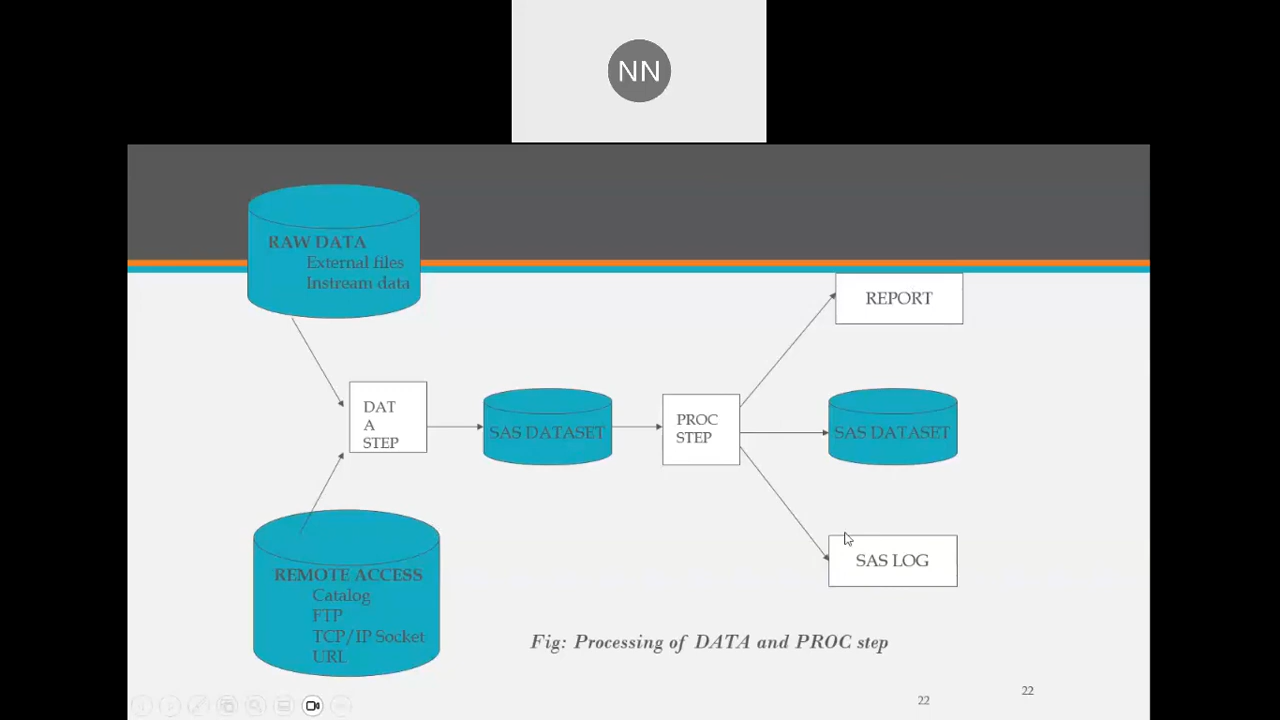 NN
RAW DATA
External files
Instream data
REPORT
DAT
A
STEP
SAS DATASET
PROC
STEP
SAS DATASET
REMOTE ACCESS
Catalog
FTP
TCP/IP Socket
URL
SAS LOG
Fig: Processing of DATA and PROC step
22
22